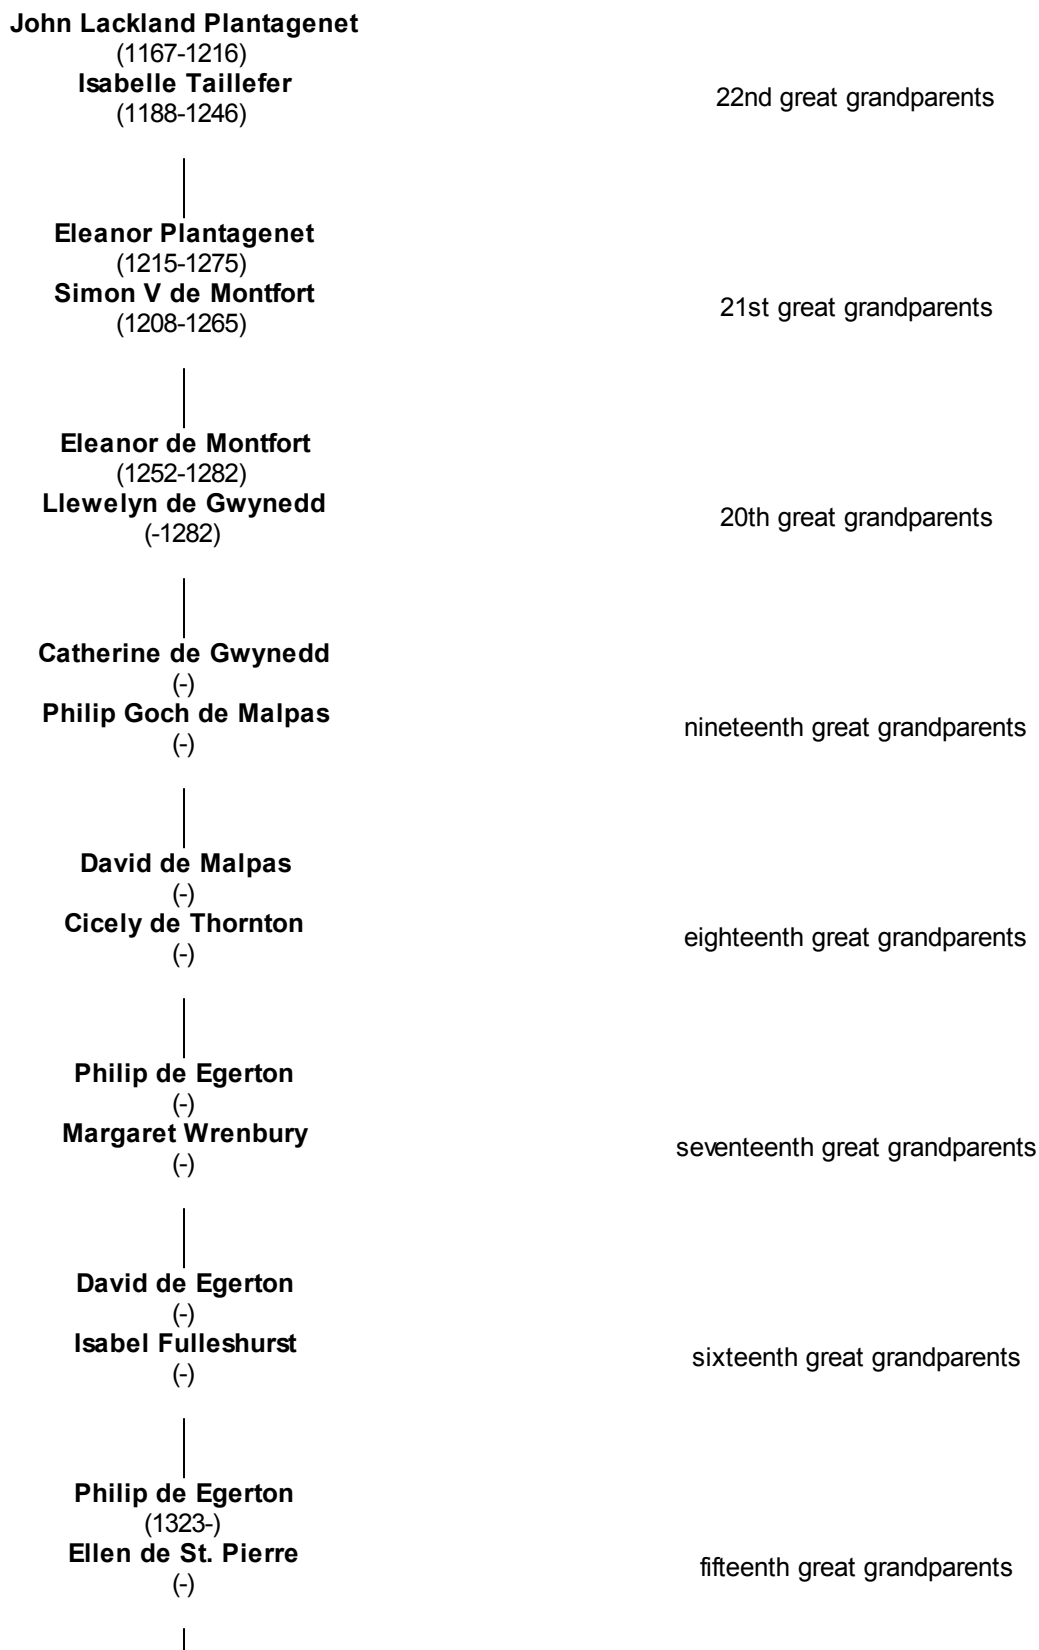 John Lackland Plantagenet
(1167-1216)
Isabelle Taillefer
(1188-1246)
22nd great grandparents
Eleanor Plantagenet
(1215-1275)
Simon V de Montfort
(1208-1265)
21st great grandparents
Eleanor de Montfort
(1252-1282)
Llewelyn de Gwynedd
(-1282)
20th great grandparents
Catherine de Gwynedd
(-)
Philip Goch de Malpas
(-)
nineteenth great grandparents
David de Malpas
(-)
Cicely de Thornton
(-)
eighteenth great grandparents
Philip de Egerton
(-)
Margaret Wrenbury
(-)
seventeenth great grandparents
David de Egerton
(-)
Isabel Fulleshurst
(-)
sixteenth great grandparents
Philip de Egerton
(1323-)
Ellen de St. Pierre
(-)
fifteenth great grandparents